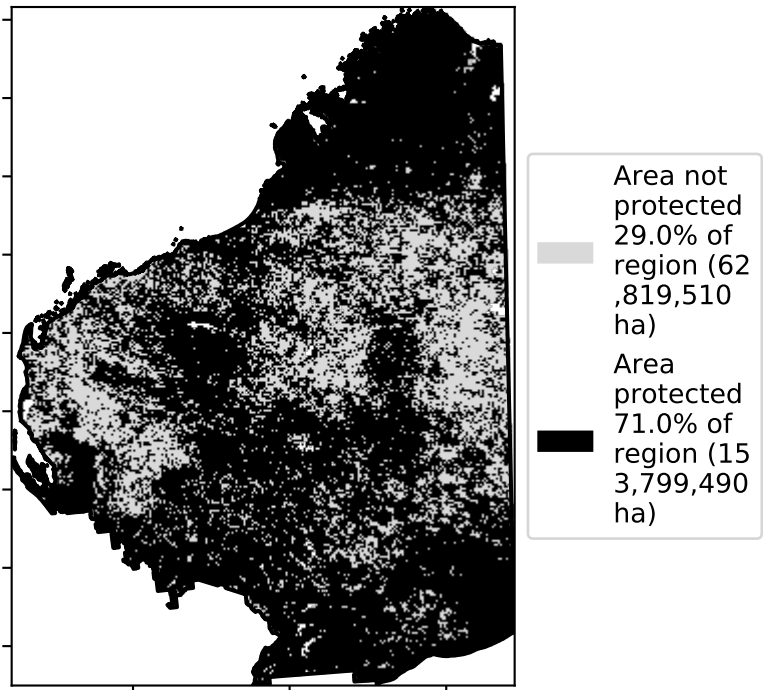 Area not
protected
29.0% of
region (62
,819,510
ha)
Area
protected
71.0% of
region (15
3,799,490
ha)